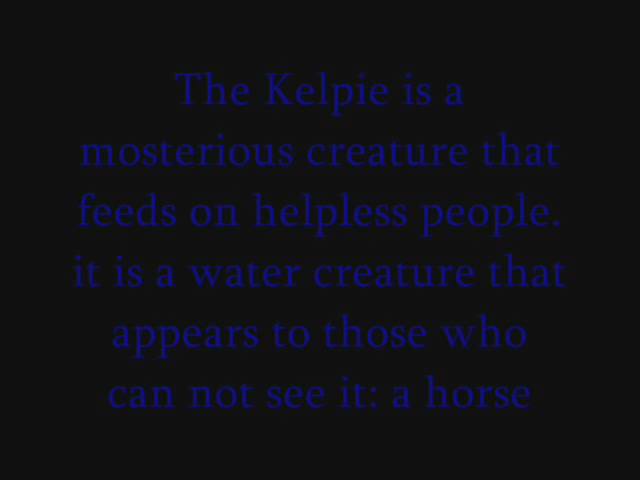 The Kelpie is a
mosterious creature that
feeds on helpless people.
it is a water creature that
appears to those who
can not see it: a horse